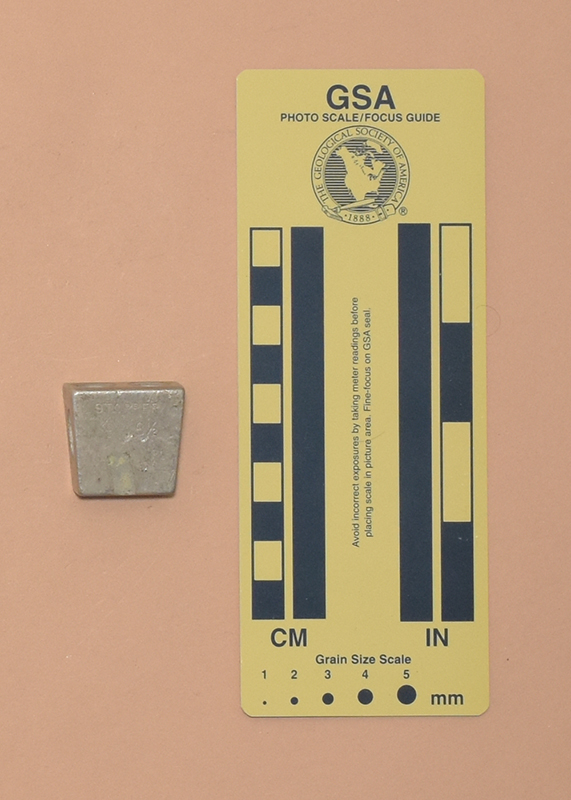 GSA
PHOTO SCALE/FOCUS GUIDE
THE GEOLOGICAL SOCIETY OF AMERICA
·1888·
®
Avoid incorrect exposures by taking meter readings before
placing scale in picture area. Fine-focus on GSA seal.
CM IN
Grain Size Scale
1 2 3 4 5
mm